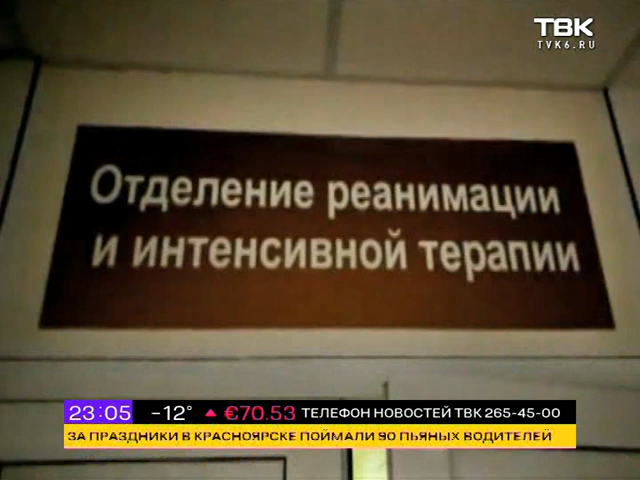 ТВК
TVK6.RU
Отделение реанимации
и интенсивной терапии
23:05 -12° ▲ €70.53 ТЕЛЕФОН НОВОСТЕЙ ТВК 265-45-00
ЗА ПРАЗДНИКИ В КРАСНОЯРСКЕ ПОЙМАЛИ 90 ПЬЯНЫХ ВОДИТЕЛЕЙ